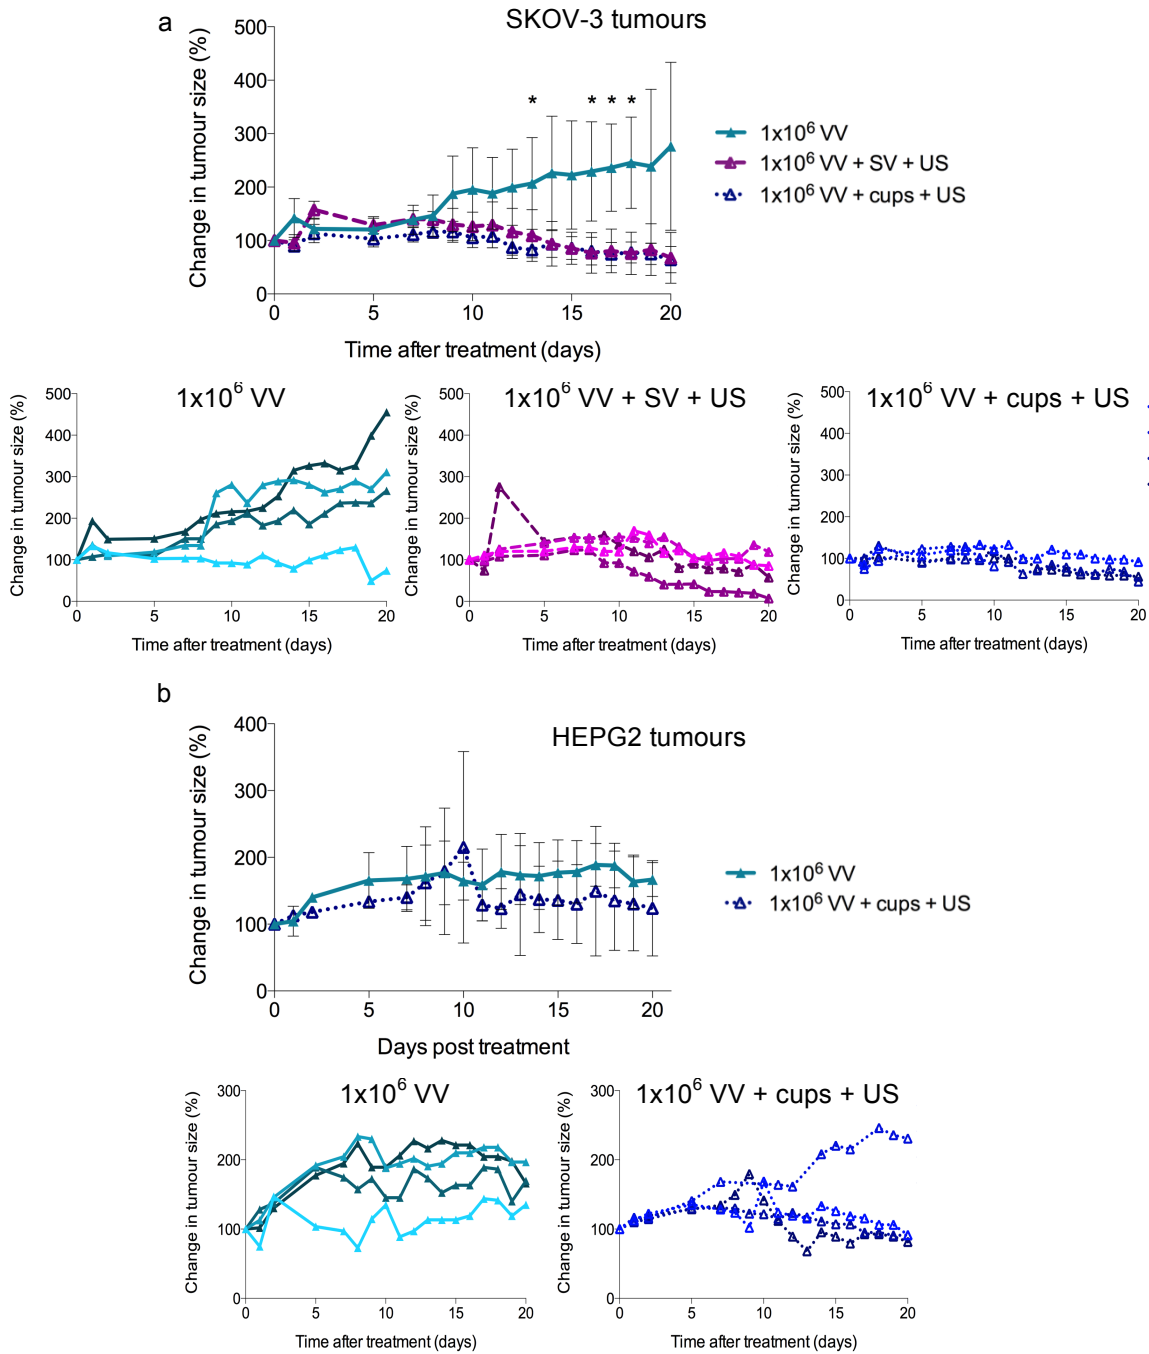 a
SKOV-3 tumours
Change in tumour size (%)
500
400
300
200
100
0
* * * *
0 5 10 15 20
Time after treatment (days)
1x10⁶ VV
1x10⁶ VV + SV + US
1x10⁶ VV + cups + US
1x10⁶ VV
Change in tumour size (%)
500
400
300
200
100
0
0 5 10 15 20
Time after treatment (days)
1x10⁶ VV + SV + US
Change in tumour size (%)
500
400
300
200
100
0
0 5 10 15 20
Time after treatment (days)
1x10⁶ VV + cups + US
Change in tumour size (%)
500
400
300
200
100
0
0 5 10 15 20
Time after treatment (days)
b
HEPG2 tumours
Change in tumour size (%)
400
300
200
100
0
0 5 10 15 20
Days post treatment
1x10⁶ VV
1x10⁶ VV + cups + US
1x10⁶ VV
Change in tumour size (%)
300
200
100
0
0 5 10 15 20
Time after treatment (days)
1x10⁶ VV + cups + US
Change in tumour size (%)
300
200
100
0
0 5 10 15 20
Time after treatment (days)